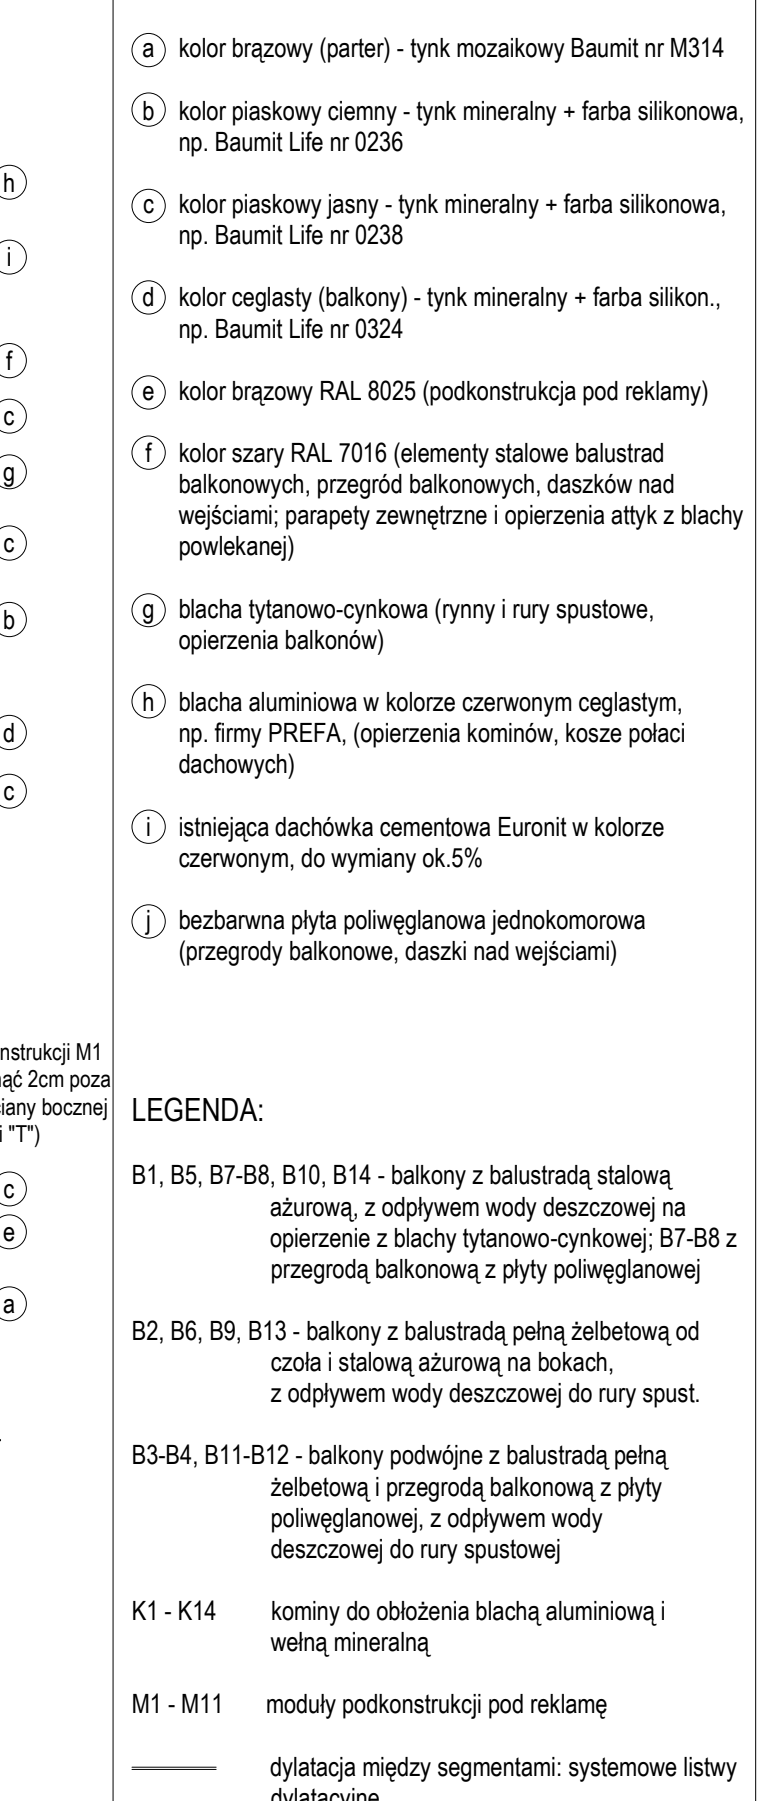 h
i
f
c
g
c
b
d
c
nstrukcji M1
ąć 2cm poza
iany bocznej
i "T")
c
e
a
a kolor brązowy (parter) - tynk mozaikowy Baumit nr M314
b kolor piaskowy ciemny - tynk mineralny + farba silikonowa,
np. Baumit Life nr 0236
c kolor piaskowy jasny - tynk mineralny + farba silikonowa,
np. Baumit Life nr 0238
d kolor ceglasty (balkony) - tynk mineralny + farba silikon.,
np. Baumit Life nr 0324
e kolor brązowy RAL 8025 (podkonstrukcja pod reklamy)
f kolor szary RAL 7016 (elementy stalowe balustrad
balkonowych, przegród balkonowych, daszków nad
wejściami; parapety zewnętrzne i opierzenia attyk z blachy
powlekanej)
g blacha tytanowo-cynkowa (rynny i rury spustowe,
opierzenia balkonów)
h blacha aluminiowa w kolorze czerwonym ceglastym,
np. firmy PREFA, (opierzenia kominów, kosze połaci
dachowych)
i istniejąca dachówka cementowa Euronit w kolorze
czerwonym, do wymiany ok.5%
j bezbarwna płyta poliwęglanowa jednokomorowa
(przegrody balkonowe, daszki nad wejściami)
LEGENDA:
B1, B5, B7-B8, B10, B14 - balkony z balustradą stalową
ażurową, z odpływem wody deszczowej na
opierzenie z blachy tytanowo-cynkowej; B7-B8 z
przegrodą balkonową z płyty poliwęglanowej
B2, B6, B9, B13 - balkony z balustradą pełną żelbetową od
czoła i stalową ażurową na bokach,
z odpływem wody deszczowej do rury spust.
B3-B4, B11-B12 - balkony podwójne z balustradą pełną
żelbetową i przegrodą balkonową z płyty
poliwęglanowej, z odpływem wody
deszczowej do rury spustowej
K1 - K14 kominy do obłożenia blachą aluminiową i
wełną mineralną
M1 - M11 moduły podkonstrukcji pod reklamę
dylatacja między segmentami: systemowe listwy
dylatacyjne